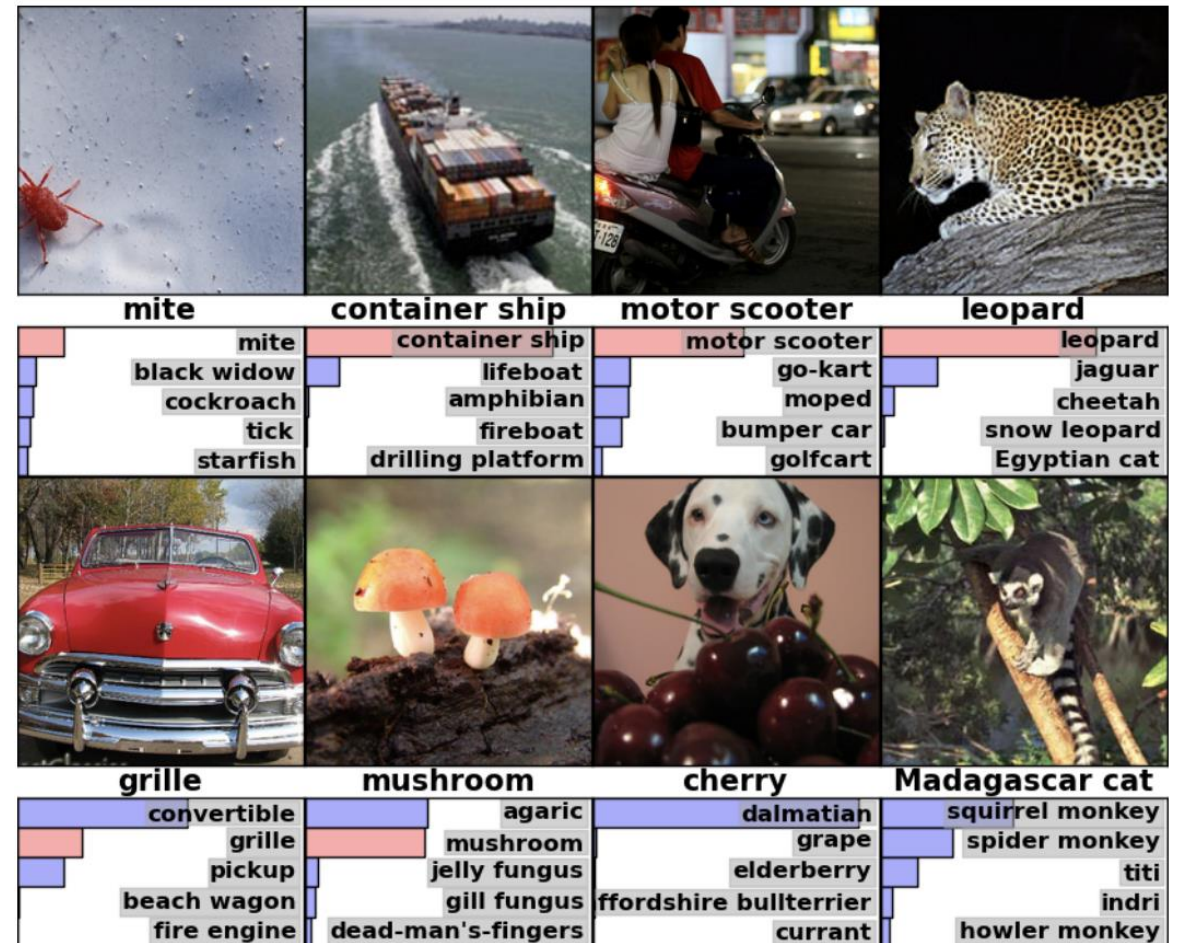 T-128
mite
container ship
motor scooter
leopard
mite
black widow
cockroach
tick
starfish
container ship
lifeboat
amphibian
fireboat
drilling platform
motor scooter
go-kart
moped
bumper car
golfcart
leopard
jaguar
cheetah
snow leopard
Egyptian cat
grille
mushroom
cherry
Madagascar cat
convertible
grille
pickup
beach wagon
fire engine
agaric
mushroom
jelly fungus
gill fungus
dead-man's-fingers
dalmatian
grape
elderberry
ffordshire bullterrier
currant
squirrel monkey
spider monkey
titi
indri
howler monkey